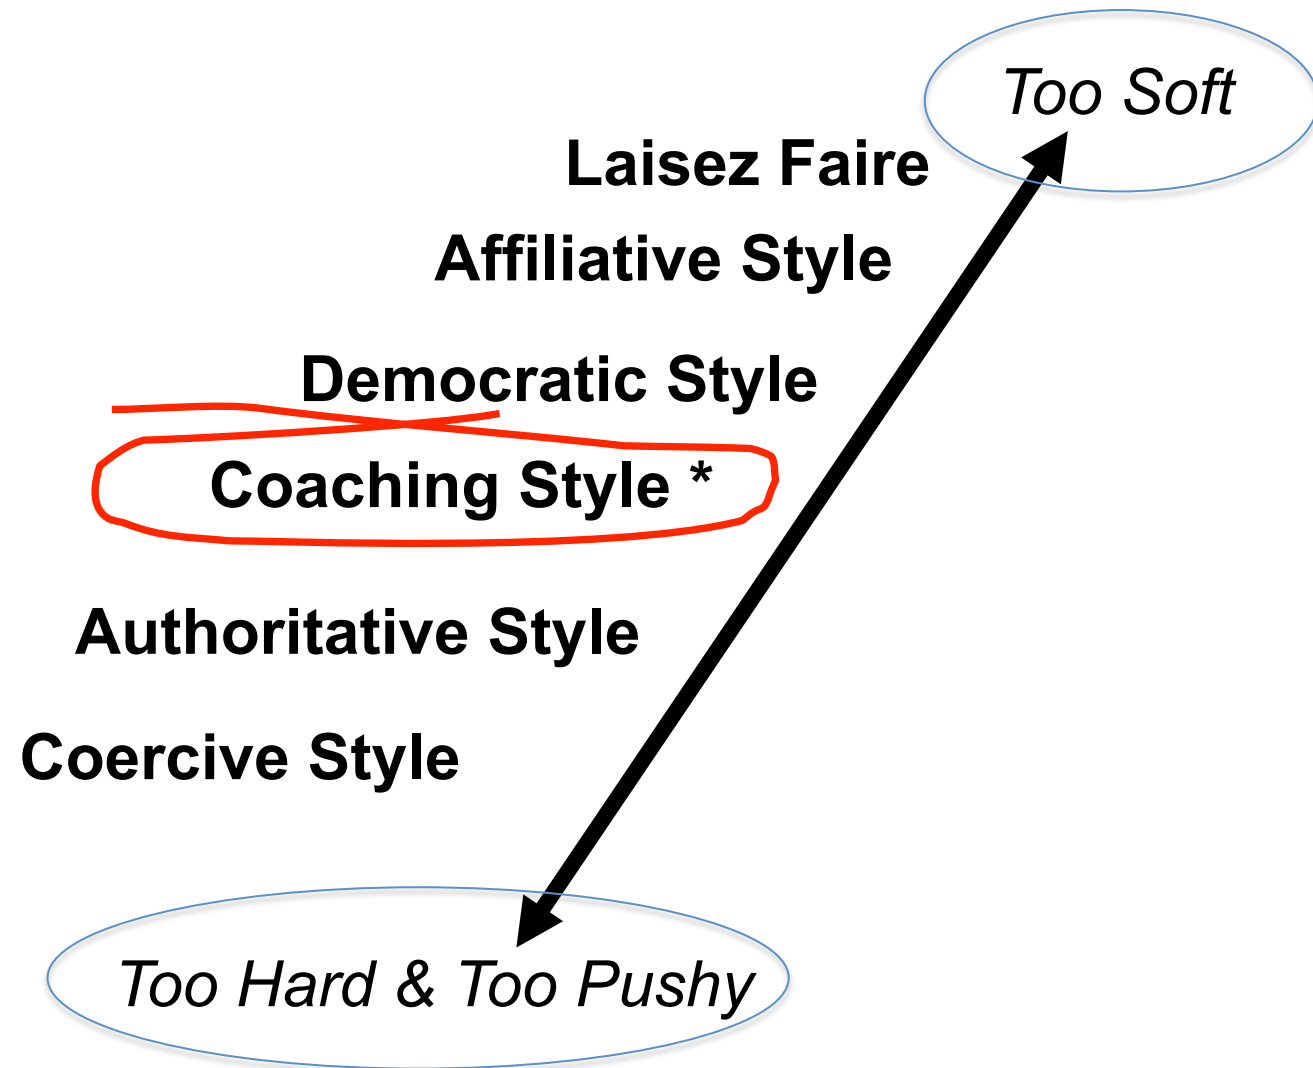 Too Soft
Laisez Faire
Affiliative Style
Democratic Style
Coaching Style *
Authoritative Style
Coercive Style
Too Hard & Too Pushy